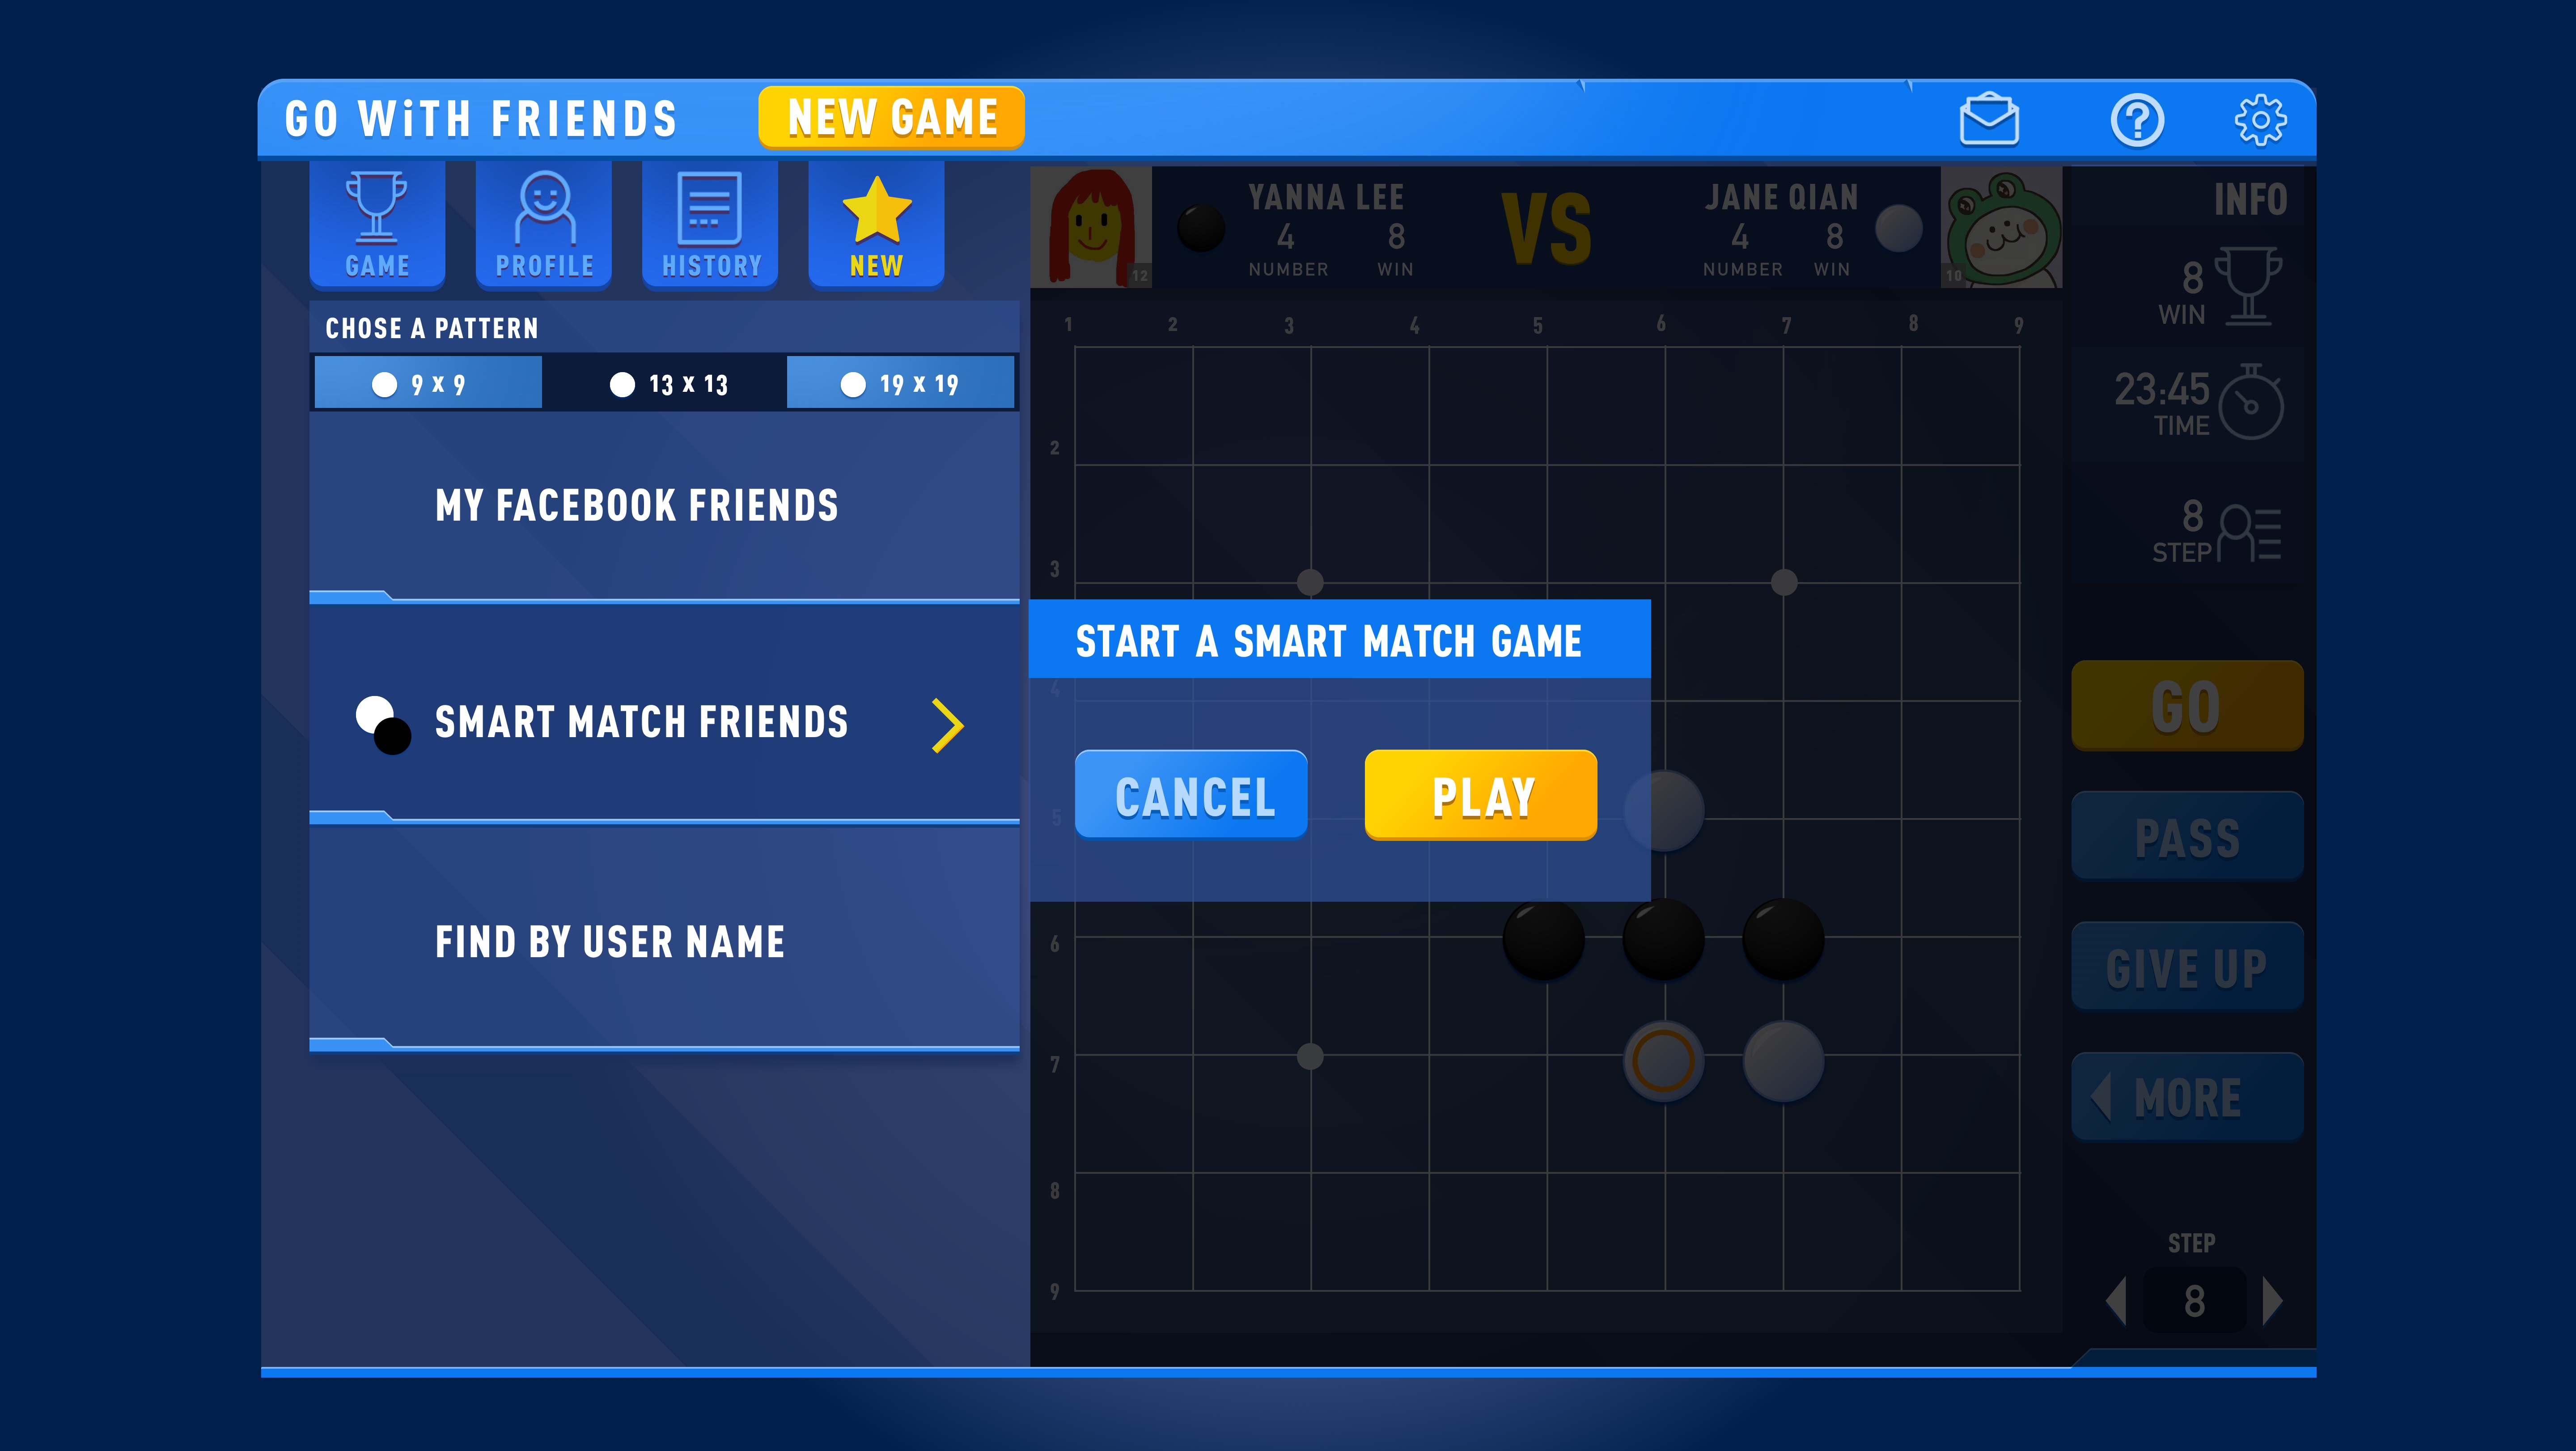 GO WiTH FRIENDS
NEW GAME
GAME
PROFILE
HISTORY
NEW
CHOSE A PATTERN
9 X 9
13 X 13
19 X 19
MY FACEBOOK FRIENDS
SMART MATCH FRIENDS
FIND BY USER NAME
12
YANNA LEE
4 8
NUMBER WIN
VS
JANE QIAN
4 8
NUMBER WIN
10
1 2 3 4 5 6 7 8 9
2
3
4
5
6
7
8
9
START A SMART MATCH GAME
CANCEL
PLAY
INFO
8
WIN
23:45
TIME
8
STEP
GO
PASS
GIVE UP
MORE
STEP
8